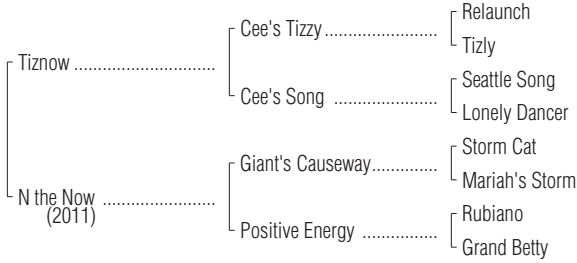 Relaunch
Cee's Tizzy
Tizly
Tiznow
Seattle Song
Cee's Song
Lonely Dancer
Storm Cat
Giant's Causeway
Mariah's Storm
N the Now
(2011)
Rubiano
Positive Energy
Grand Betty